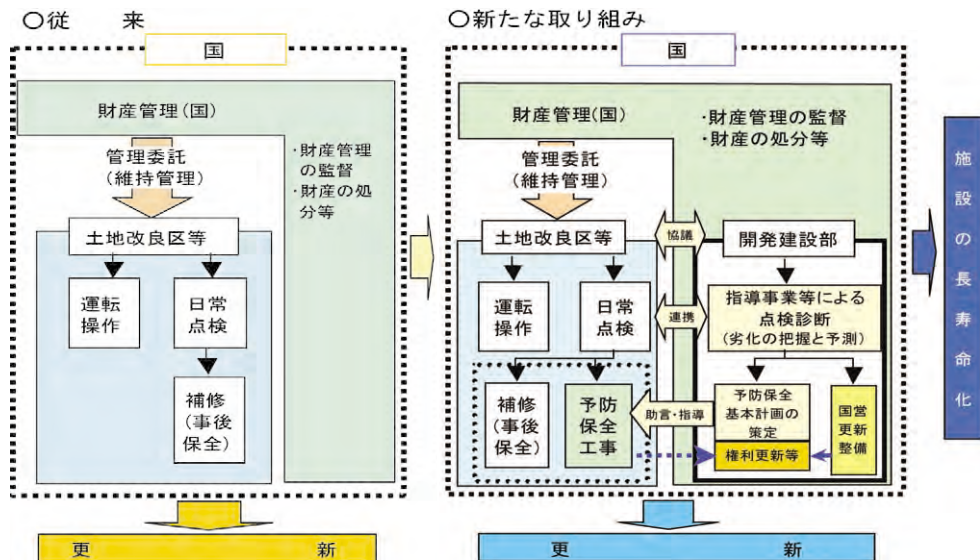 〇従　来
国
財産管理(国)
管理委託
(維持管理)
・財産管理
の監督
・財産の処
分等
土地改良区等
運転
操作
日常
点検
補修
(事後
保全)
更　新
〇新たな取り組み
国
財産管理(国)
・財産管理の監督
・財産の処分等
管理委託
(維持管理)
土地改良区等
協議
開発建設部
運転
操作
日常
点検
連携
指導事業等による
点検診断
(劣化の把握と予測)
補修
(事後
保全)
予防
保全
工事
助言・指導
予防保全
基本計画の
策定
権利更新等
国営
更新
整備
更　新
施設の長寿命化